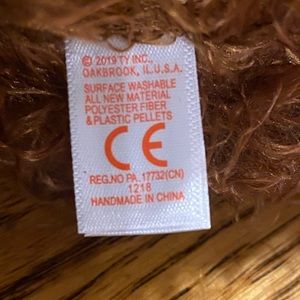 © 2019 TY INC.,
OAKBROOK, IL.U.S.A.
SURFACE WASHABLE
ALL NEW MATERIAL
POLYESTER FIBER
& PLASTIC PELLETS
CE
REG.NO PA.17732(CN)
1218
HANDMADE IN CHINA